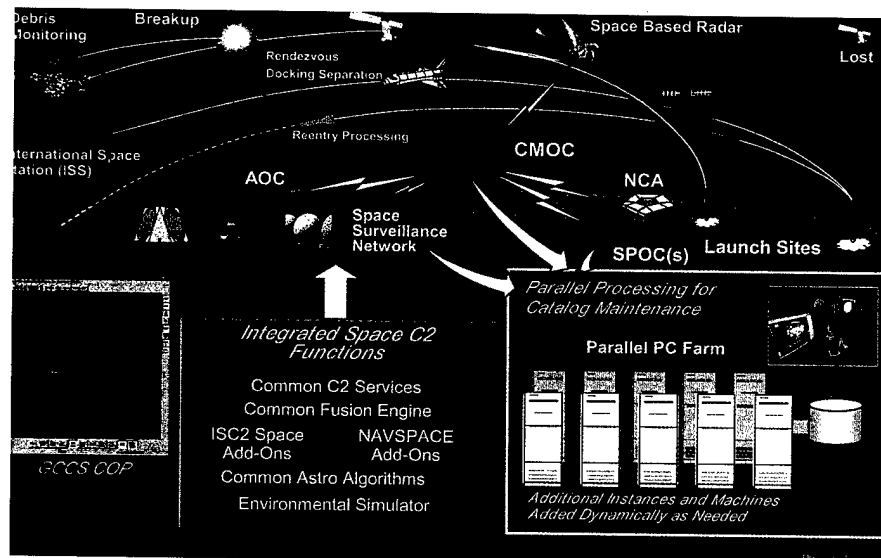 Debris
Monitoring
Breakup
Rendezvous
Docking Separation
Space Based Radar
Lost
Reentry Processing
International Space
Station (ISS)
CMOC
AOC
NCA
Space
Surveillance
Network
SPOC(s)
Launch Sites
GCCS COP
Integrated Space C2
Functions
Common C2 Services
Common Fusion Engine
ISC2 Space
Add-Ons
NAVSPACE
Add-Ons
Common Astro Algorithms
Environmental Simulator
Parallel Processing for
Catalog Maintenance
Parallel PC Farm
Additional Instances and Machines
Added Dynamically as Needed